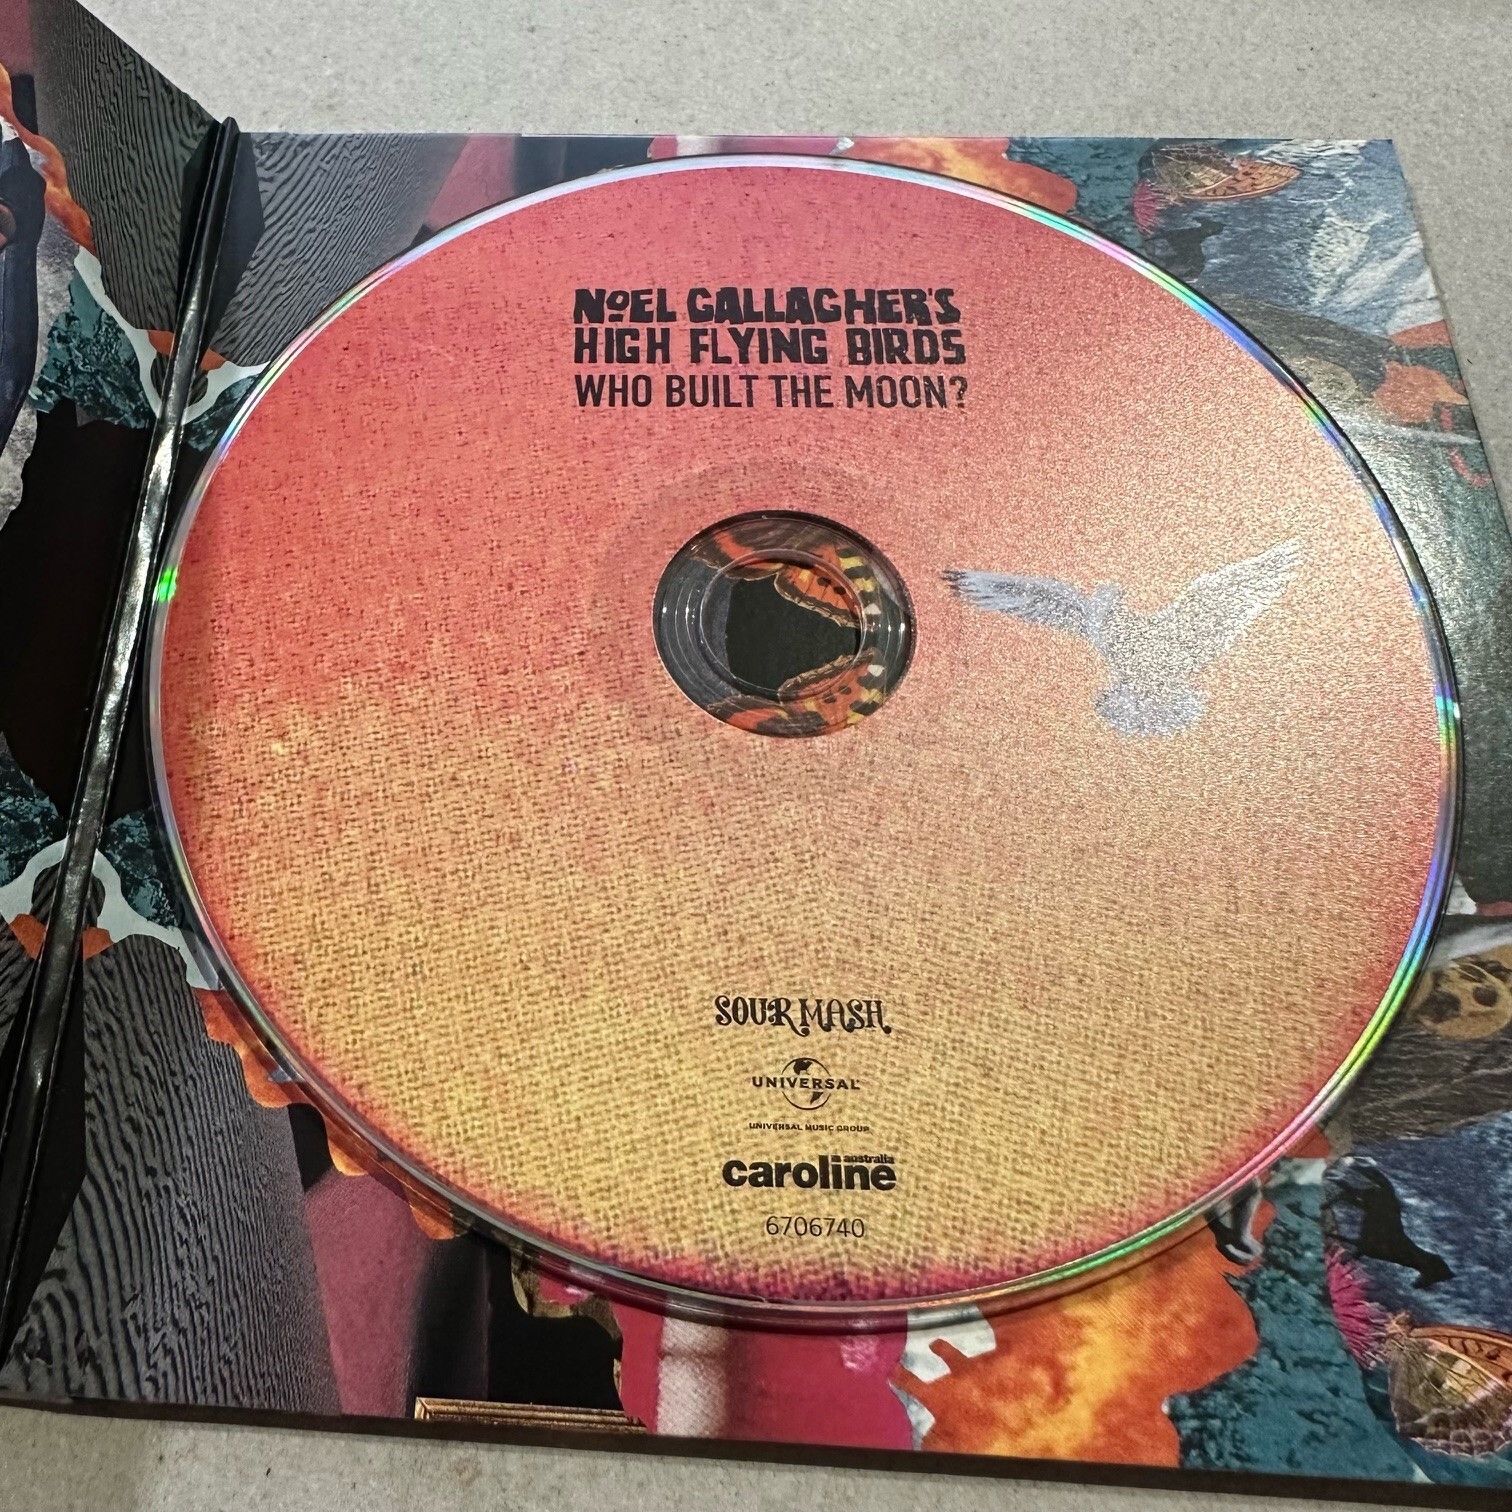 NOEL GALLAGHER'S
HIGH FLYING BIRDS
WHO BUILT THE MOON?
SOUR MASH
UNIVERSAL
UNIVERSAL MUSIC GROUP
australia
caroline
6706740